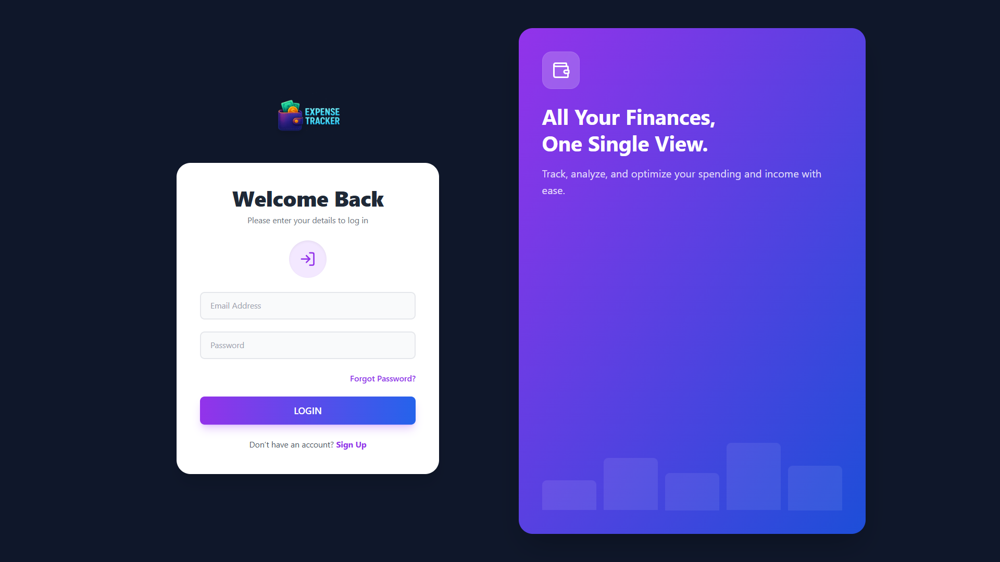 EXPENSE
TRACKER
Welcome Back
Please enter your details to log in
Email Address
Password
Forgot Password?
LOGIN
Don’t have an account? Sign Up
All Your Finances,
One Single View.
Track, analyze, and optimize your spending and income with
ease.